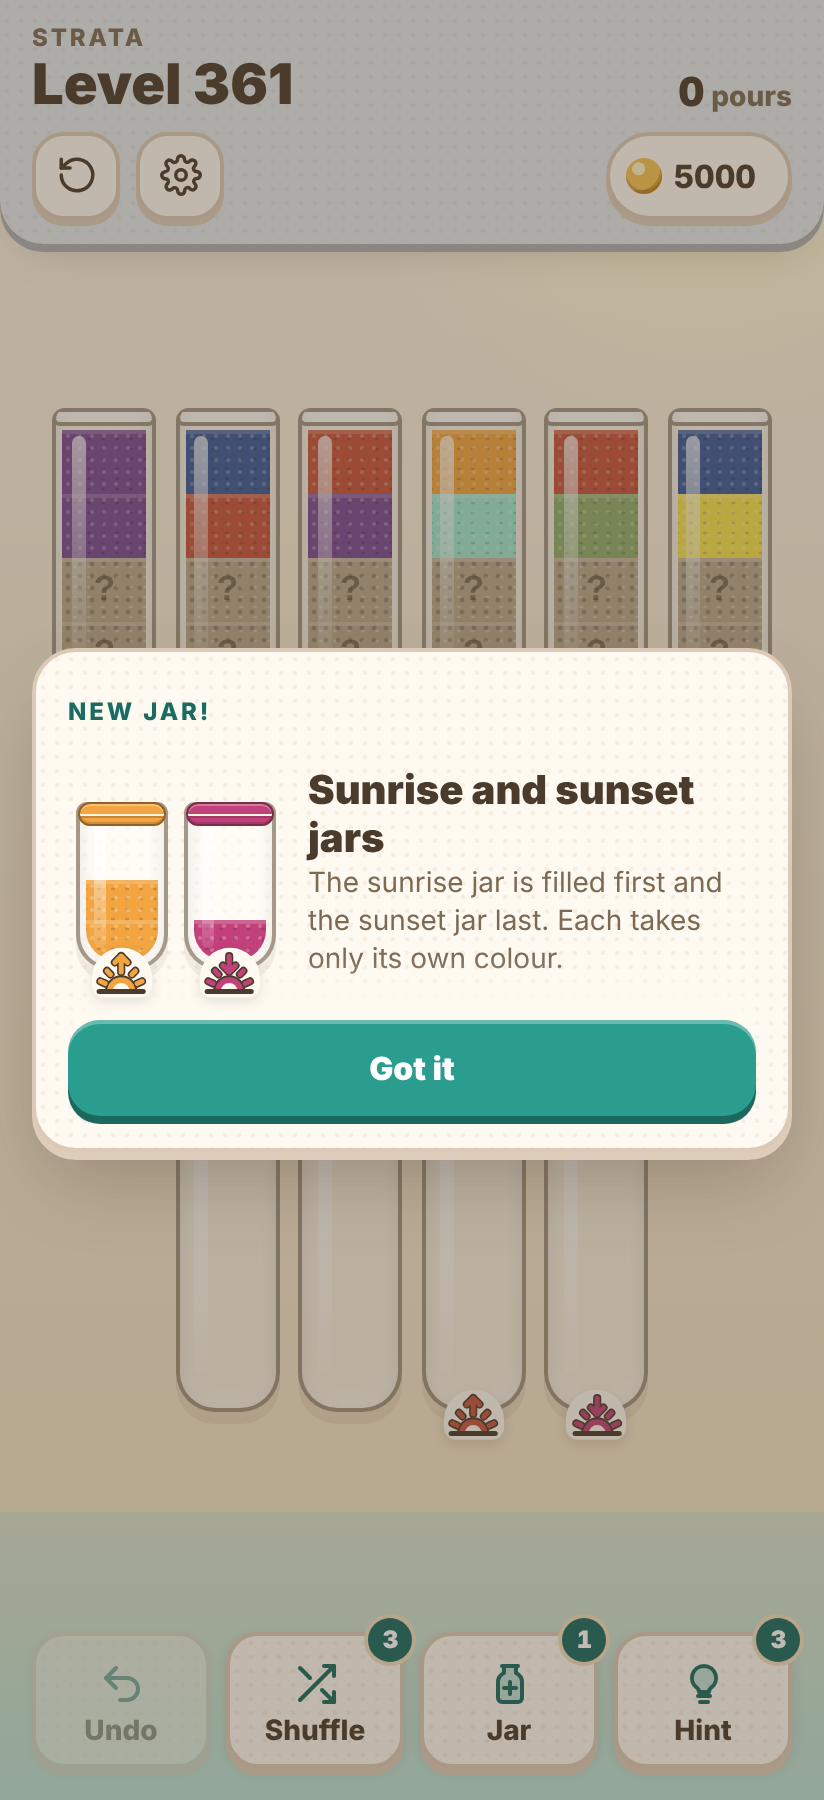 STRATA
Level 361
0 pours
5000
? ? ? ? ? ?
? ? ? ? ? ?
NEW JAR!
Sunrise and sunset
jars
The sunrise jar is filled first and
the sunset jar last. Each takes
only its own colour.
Got it
3 1 3
Undo Shuffle Jar Hint